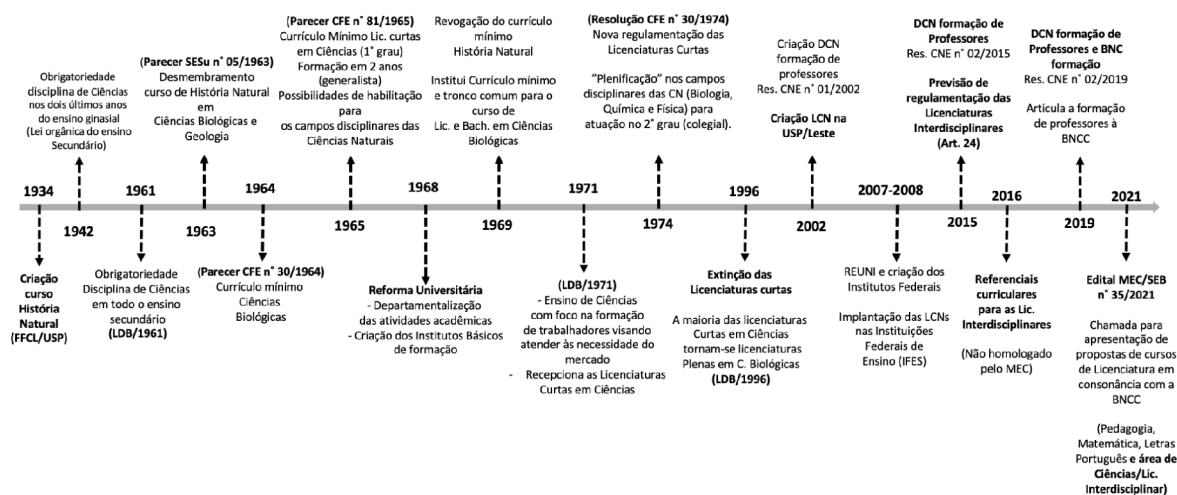 Obrigatoriedade
disciplina de Ciências
nos dois últimos anos
do ensino ginasial
(Lei orgânica do ensino
Secundário)
(Parecer SESu n˚ 05/1963)
Desmembramento
curso de História Natural
em
Ciências Biológicas e
Geologia
(Parecer CFE n˚ 81/1965)
Currículo Mínimo Lic. curtas
em Ciências (1˚ grau)
Formação em 2 anos
(generalista)
Possibilidades de habilitação
para
os campos disciplinares das
Ciências Naturais
Revogação do currículo
mínimo
História Natural
Institui Currículo mínimo
e tronco comum para o
curso de
Lic. e Bach. em Ciências
Biológicas
(Resolução CFE n˚ 30/1974)
Nova regulamentação das
Licenciaturas Curtas
"Plenificação" nos campos
disciplinares das CN (Biologia,
Química e Física) para
atuação no 2˚ grau (colegial).
Criação DCN
formação de
professores
Res. CNE n˚ 01/2002
Criação LCN na
USP/Leste
DCN formação de
Professores
Res. CNE n˚ 02/2015
Previsão de
regulamentação das
Licenciaturas
Interdisciplinares
(Art. 24)
DCN formação de
Professores e BNC
formação
Res. CNE n˚ 02/2019
Articula a formação
de professores à
BNCC
1934
1942
1961
1963
1964
1965
1968
1969
1971
1974
1996
2002
2007-2008
2015
2016
2019
2021
Criação
curso
História
Natural
(FFCL/USP)
Obrigatoriedade
Disciplina de Ciências
em todo o ensino
secundário
(LDB/1961)
(Parecer CFE n˚ 30/1964)
Currículo mínimo
Ciências
Biológicas
Reforma Universitária
- Departamentalização
das atividades acadêmicas
- Criação dos Institutos Básicos
de formação
(LDB/1971)
- Ensino de Ciências
com foco na formação
de trabalhadores visando
atender às necessidade do
mercado
- Recepciona as Licenciaturas
Curtas em Ciências
Extinção das
Licenciaturas curtas
A maioria das licenciaturas
Curtas em Ciências
tornam-se licenciaturas
Plenas em C. Biológicas
(LDB/1996)
REUNI e criação dos
Institutos Federais
Implantação das LCNs
nas Instituições
Federais de
Ensino (IFES)
Referenciais
curriculares
para as Lic.
Interdisciplinares
(Não homologado
pelo MEC)
Edital MEC/SEB
n˚ 35/2021
Chamada para
apresentação de
propostas de cursos
de Licenciatura em
consonância com a
BNCC
(Pedagogia,
Matemática, Letras
Português e área de
Ciências/Lic.
Interdisciplinar)